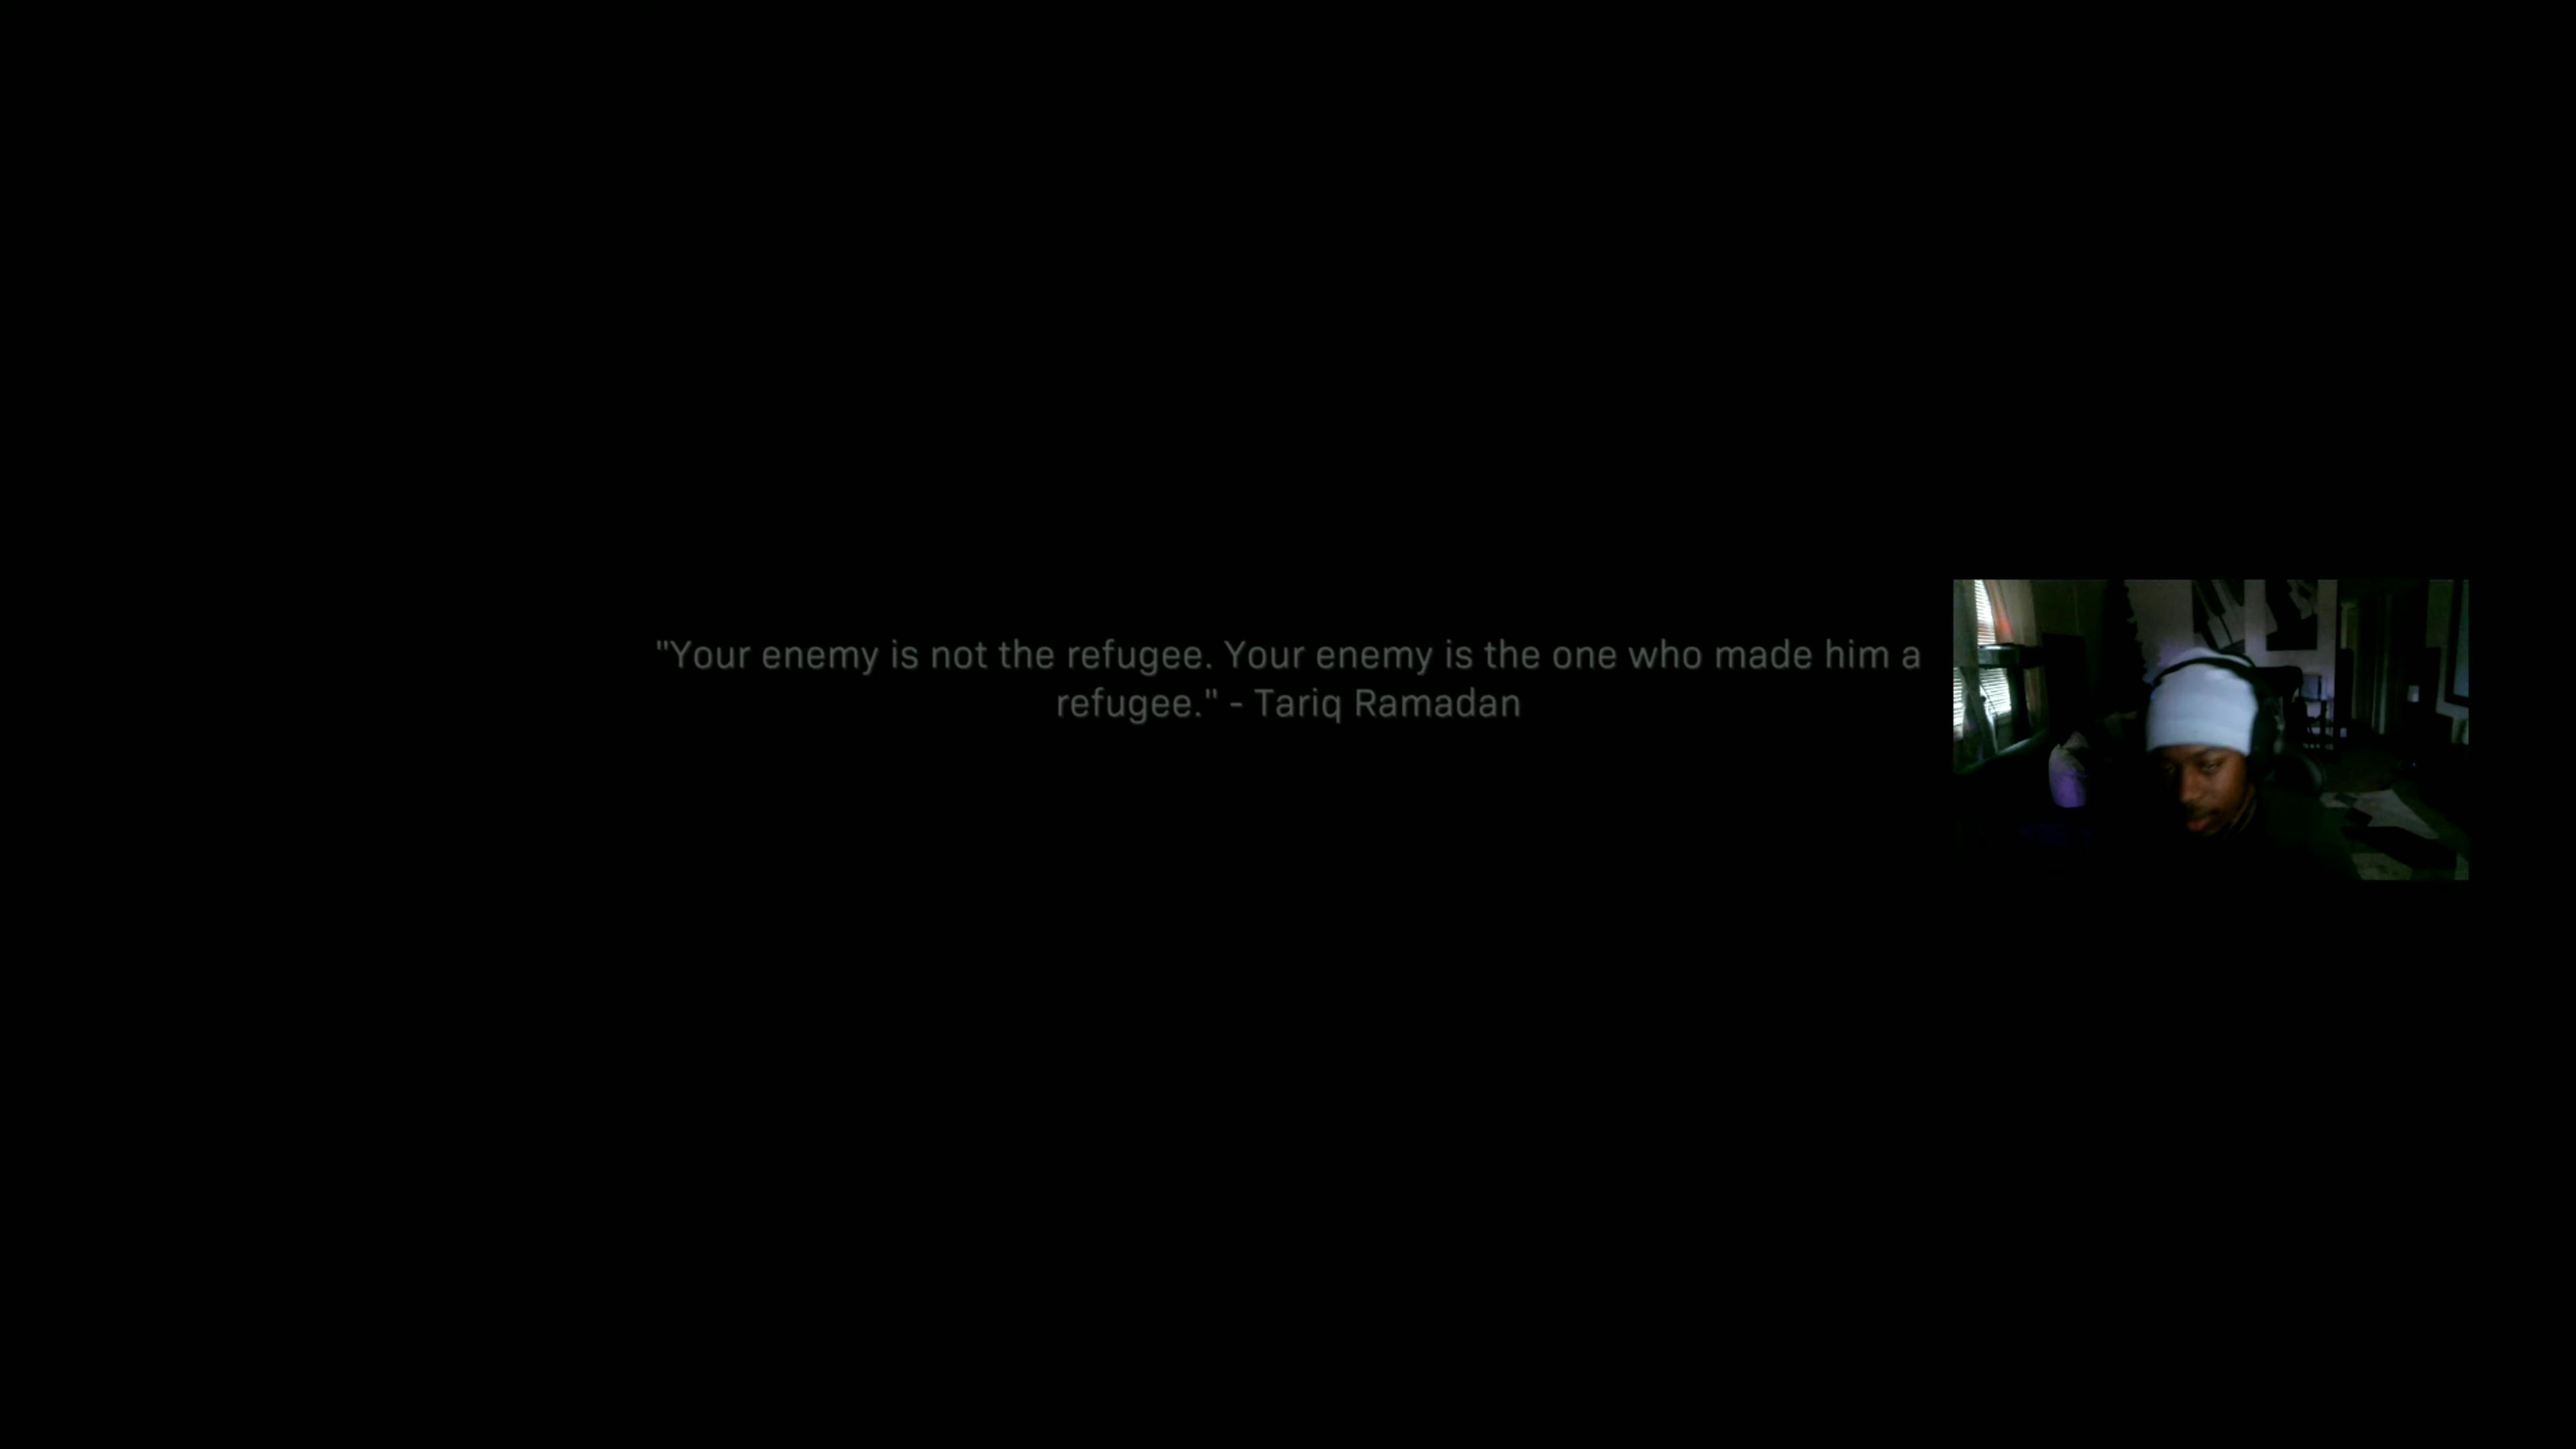 "Your enemy is not the refugee. Your enemy is the one who made him a
refugee." - Tariq Ramadan